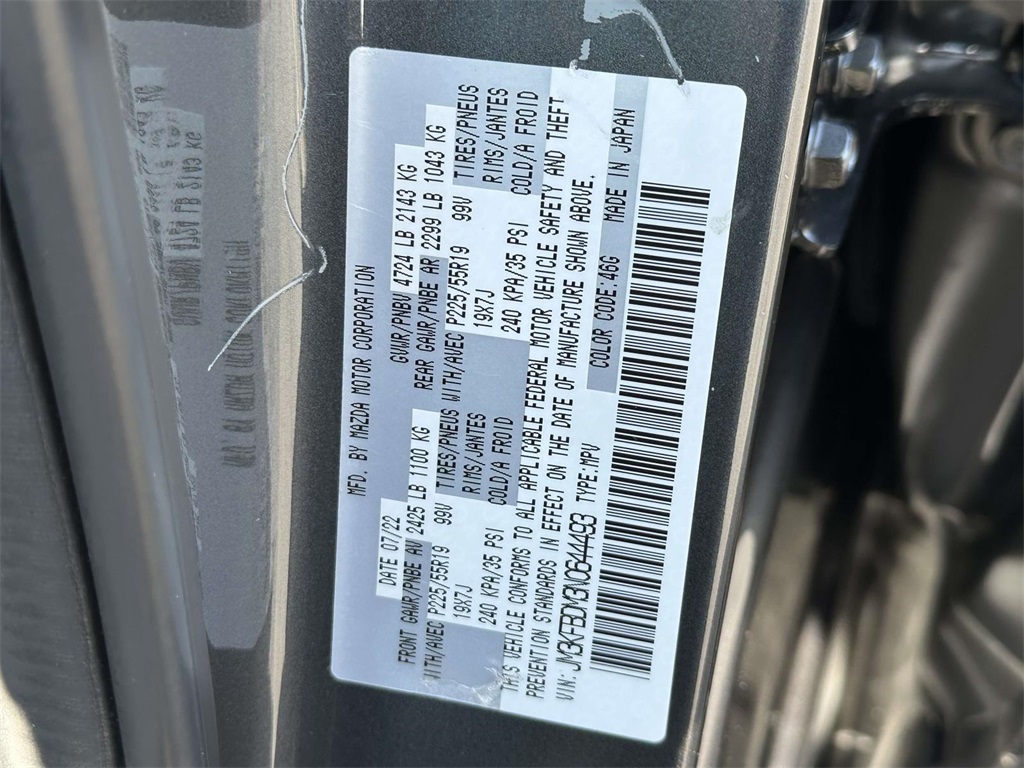 MFD. BY MAZDA MOTOR CORPORATION
DATE 07/22 GVWR/PNBV 4724 LB 2143 KG
FRONT GAWR/PNBE AV 2425 LB 1100 KG REAR GAWR/PNBE AR 2299 LB 1043 KG
WITH/AVEC P225/55R19 99V TIRES/PNEUS WITH/AVEC P225/55R19 99V TIRES/PNEUS
19X7J RIMS/JANTES 19X7J RIMS/JANTES
240 KPA/35 PSI COLD/A FROID 240 KPA/35 PSI COLD/A FROID
THIS VEHICLE CONFORMS TO ALL APPLICABLE FEDERAL MOTOR VEHICLE SAFETY AND THEFT
PREVENTION STANDARDS IN EFFECT ON THE DATE OF MANUFACTURE SHOWN ABOVE.
VIN: JM3KFBDM3N0644493 TYPE:MPV COLOR CODE:46G MADE IN JAPAN